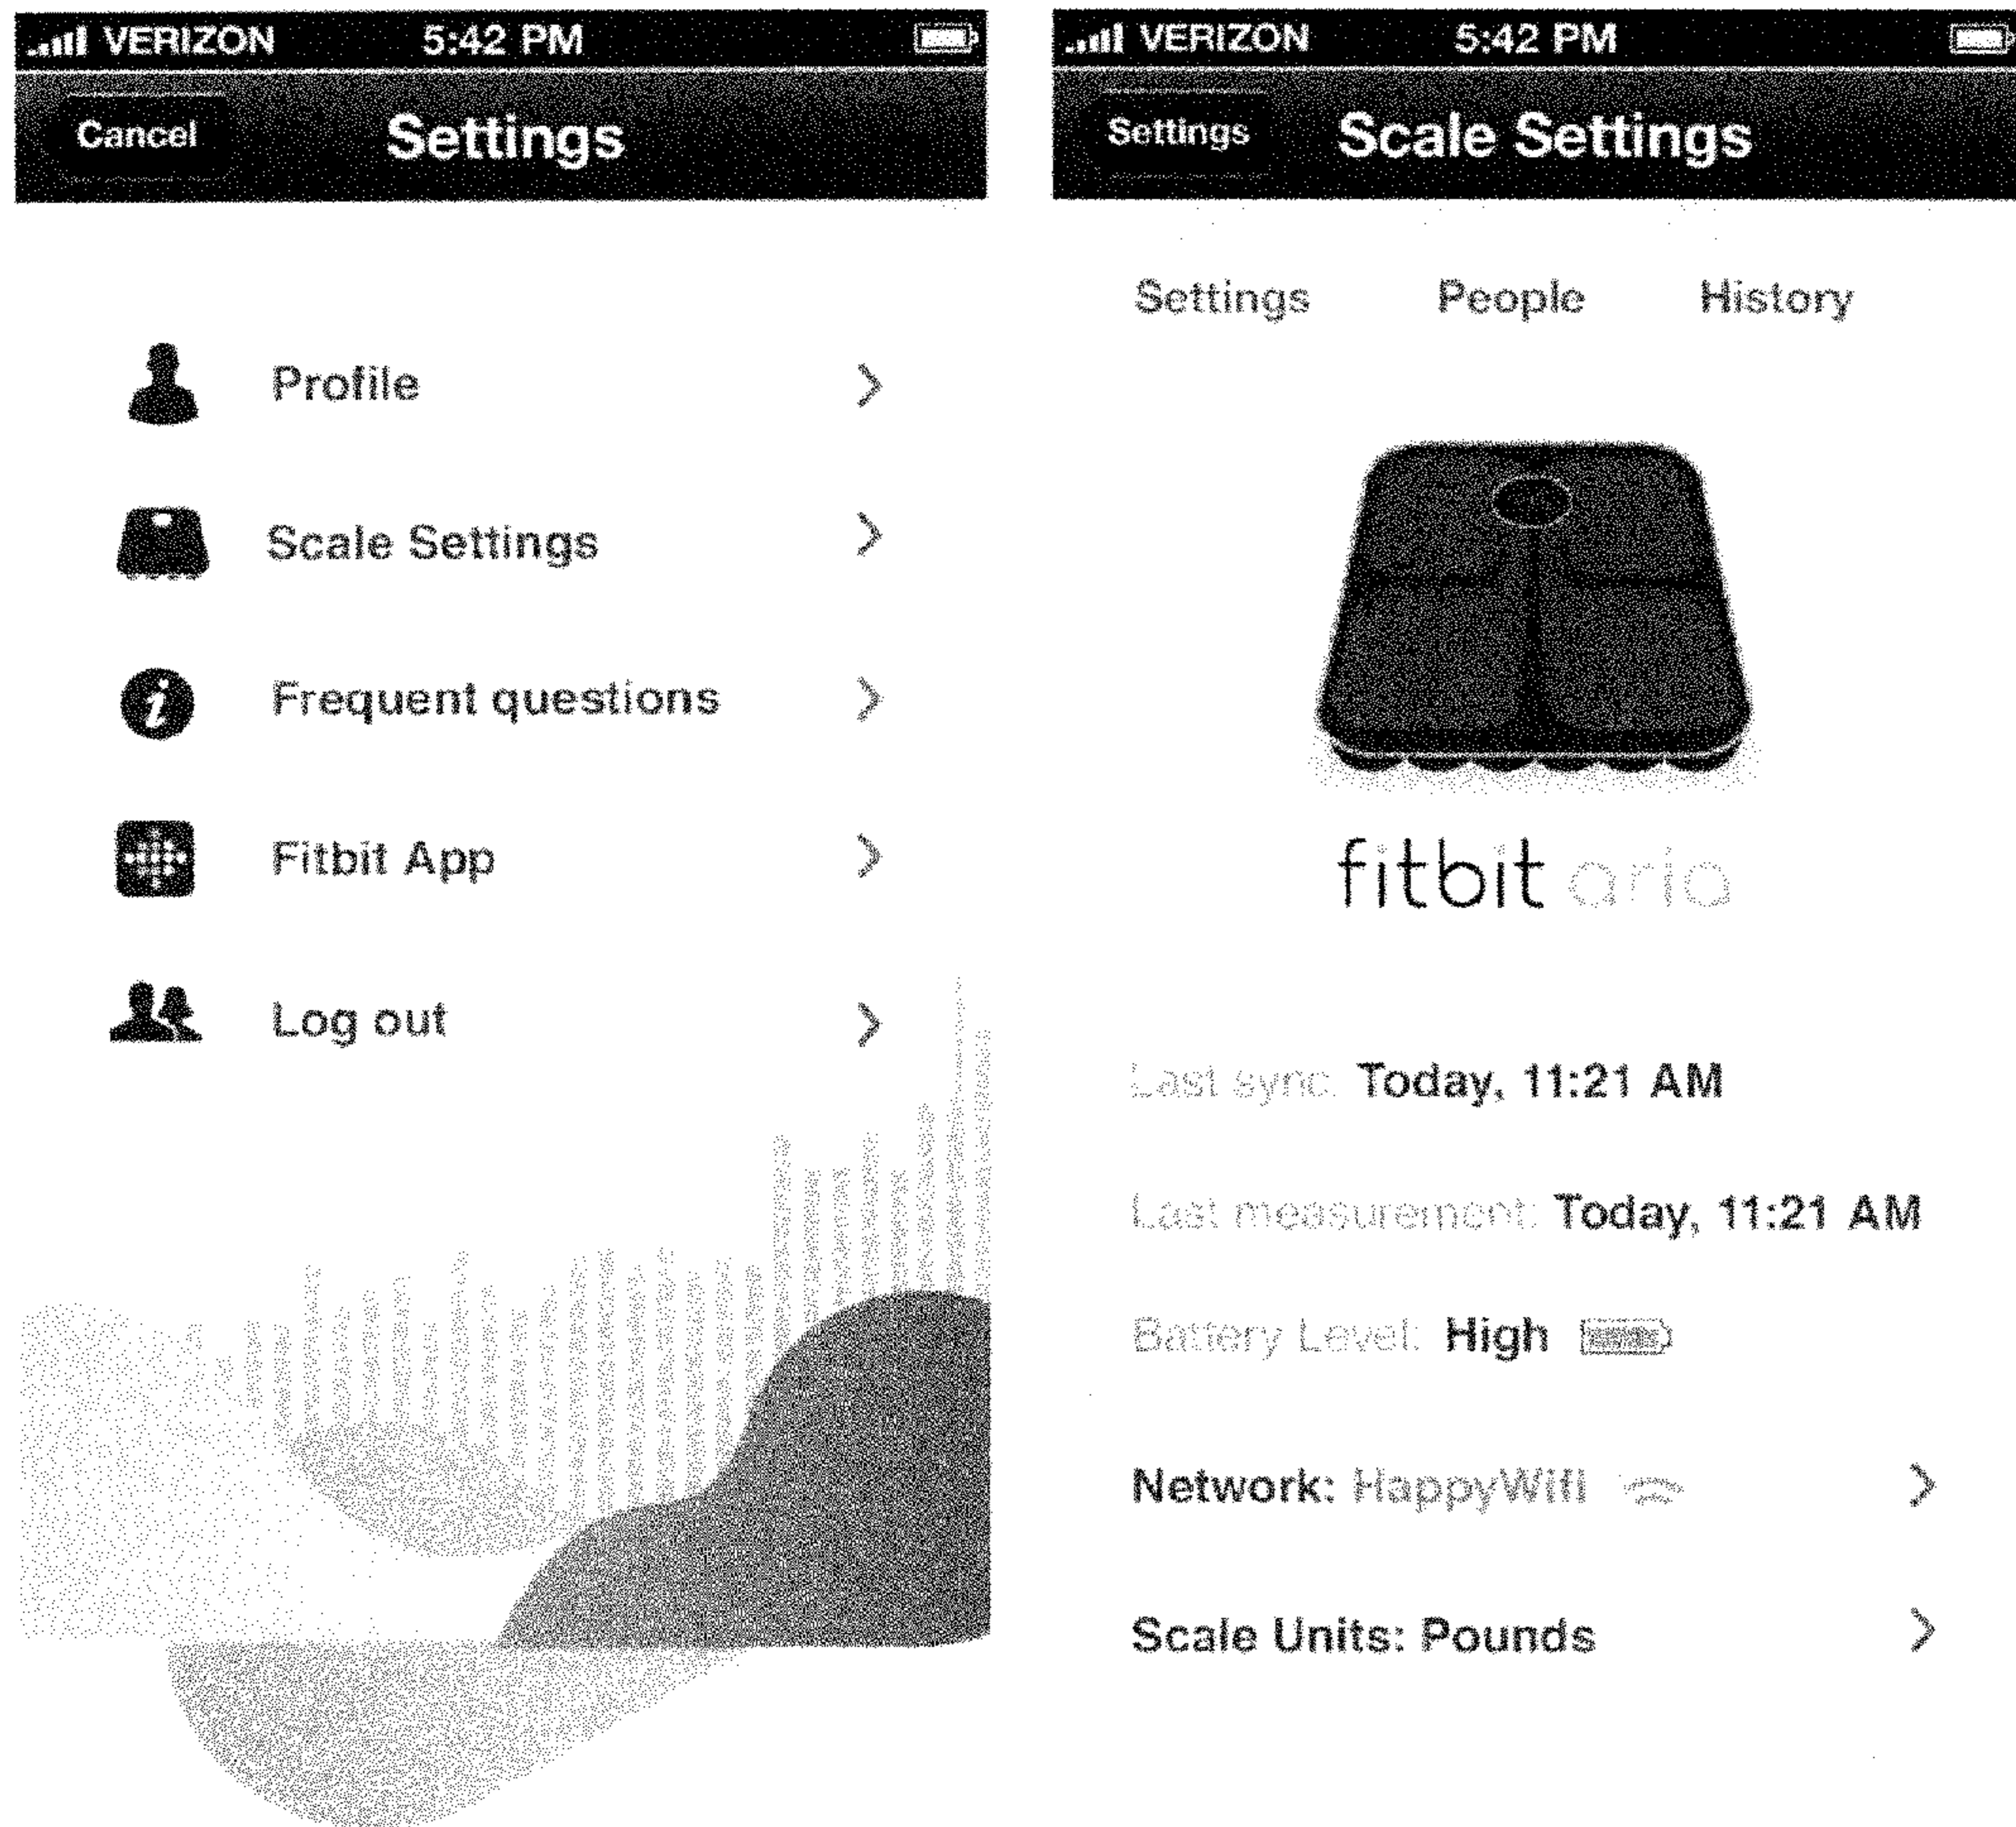 VERIZON 5:42 PM
Cancel Settings
Profile
Scale Settings
Frequent questions
Fitbit App
Log out
VERIZON 5:42 PM
Settings Scale Settings
Settings People History
fitbit aria
Last sync: Today, 11:21 AM
Last measurement: Today, 11:21 AM
Battery Level: High
Network: HappyWifi
Scale Units: Pounds